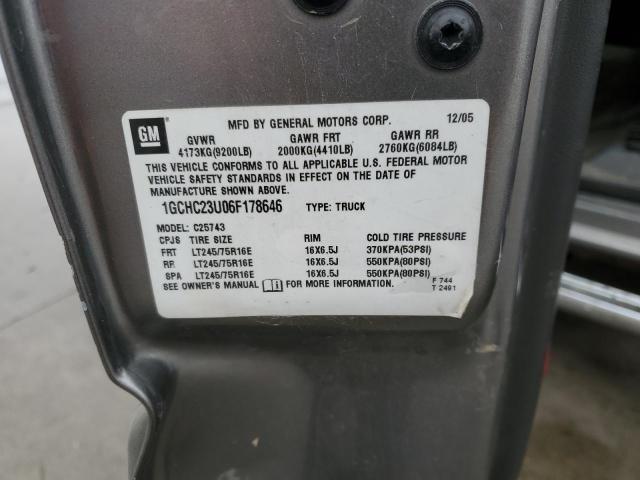 GM
MFD BY GENERAL MOTORS CORP. 12/05
GVWR GAWR FRT GAWR RR
4173KG(9200LB) 2000KG(4410LB) 2760KG(6084LB)
THIS VEHICLE CONFORMS TO ALL APPLICABLE U.S. FEDERAL MOTOR
VEHICLE SAFETY STANDARDS IN EFFECT ON THE DATE OF
MANUFACTURE SHOWN ABOVE.
1GCHC23U06F178646 TYPE: TRUCK
MODEL: C25743
CPJS TIRE SIZE RIM COLD TIRE PRESSURE
FRT LT245/75R16E 16X6.5J 370KPA(53PSI)
RR LT245/75R16E 16X6.5J 550KPA(80PSI)
SPA LT245/75R16E 16X6.5J 550KPA(80PSI)
SEE OWNER'S MANUAL FOR MORE INFORMATION. F 744
T 2491